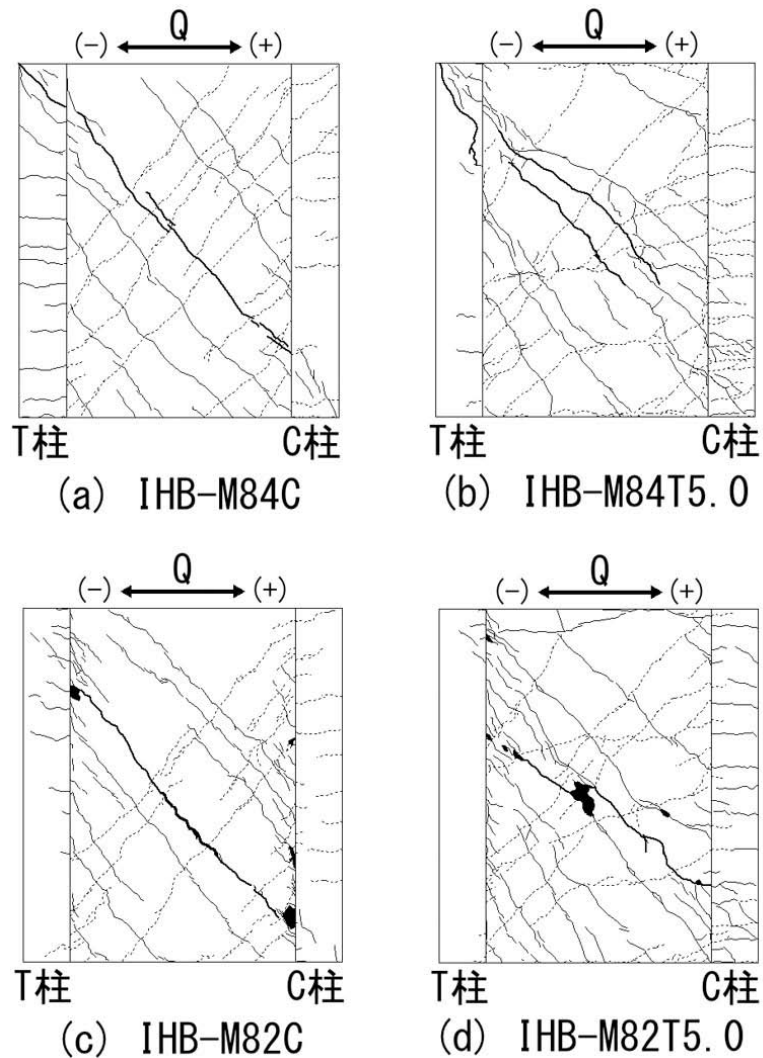 Q
(-) (+)
T柱 C柱
(a) IHB-M84C
Q
(-) (+)
T柱 C柱
(b) IHB-M84T5.0
Q
(-) (+)
T柱 C柱
(c) IHB-M82C
Q
(-) (+)
T柱 C柱
(d) IHB-M82T5.0